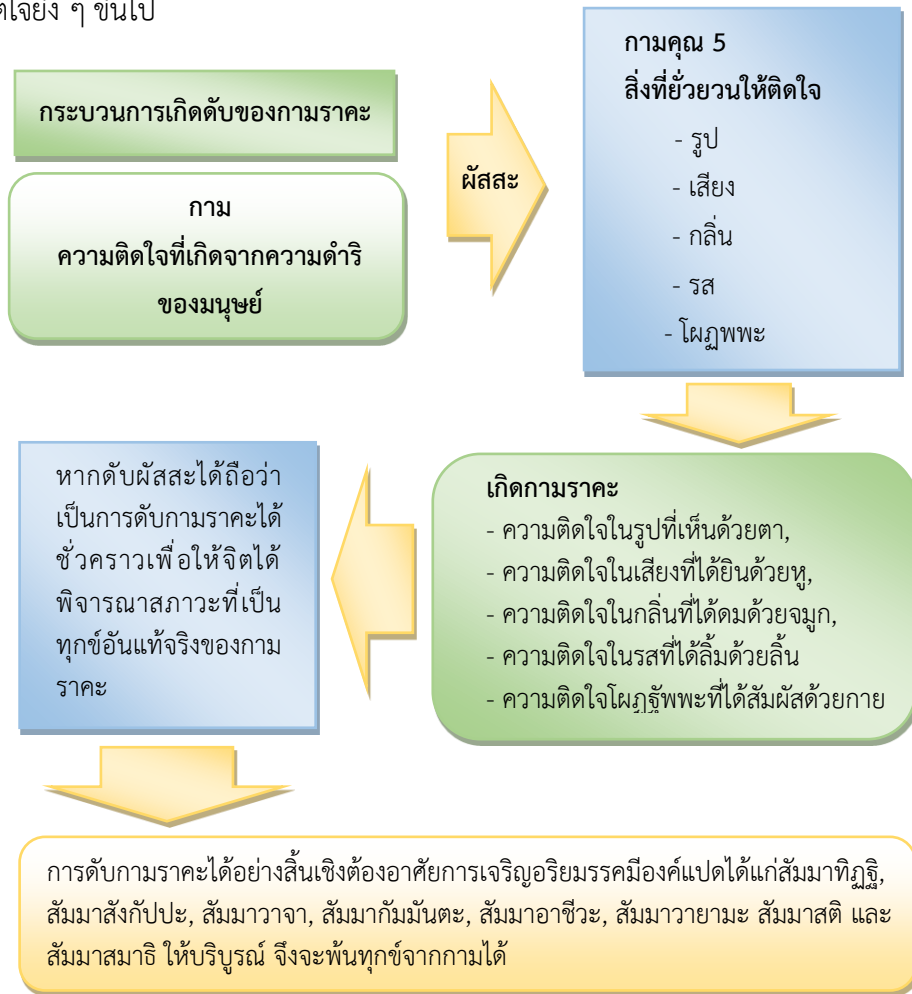 ๆ ขึ้นไป
กระบวนการเกิดดับของกามราคะ
กาม
ความติดใจที่เกิดจากความดำริ
ของมนุษย์
ผัสสะ
กามคุณ 5
สิ่งที่ยั่วยวนให้ติดใจ
- รูป
- เสียง
- กลิ่น
- รส
- โผฏพพะ
เกิดกามราคะ
- ความติดใจในรูปที่เห็นด้วยตา,
- ความติดใจในเสียงที่ได้ยินด้วยหู,
- ความติดใจในกลิ่นที่ได้ดมด้วยจมูก,
- ความติดใจในรสที่ได้ลิ้มด้วยลิ้น
- ความติดใจโผฏฐัพพะที่ได้สัมผัสด้วยกาย
หากดับผัสสะได้ถือว่า
เป็นการดับกามราคะได้
ชั่วคราวเพื่อให้จิตได้
พิจารณาสภาวะที่เป็น
ทุกข์อันแท้จริงของกาม
ราคะ
การดับกามราคะได้อย่างสิ้นเชิงต้องอาศัยการเจริญอริยมรรคมีองค์แปดได้แก่สัมมาทิฏฐิ,
สัมมาสังกัปปะ, สัมมาวาจา, สัมมากัมมันตะ, สัมมาอาชีวะ, สัมมาวายามะ สัมมาสติ และ
สัมมาสมาธิ ให้บริบูรณ์ จึงจะพ้นทุกข์จากกามได้